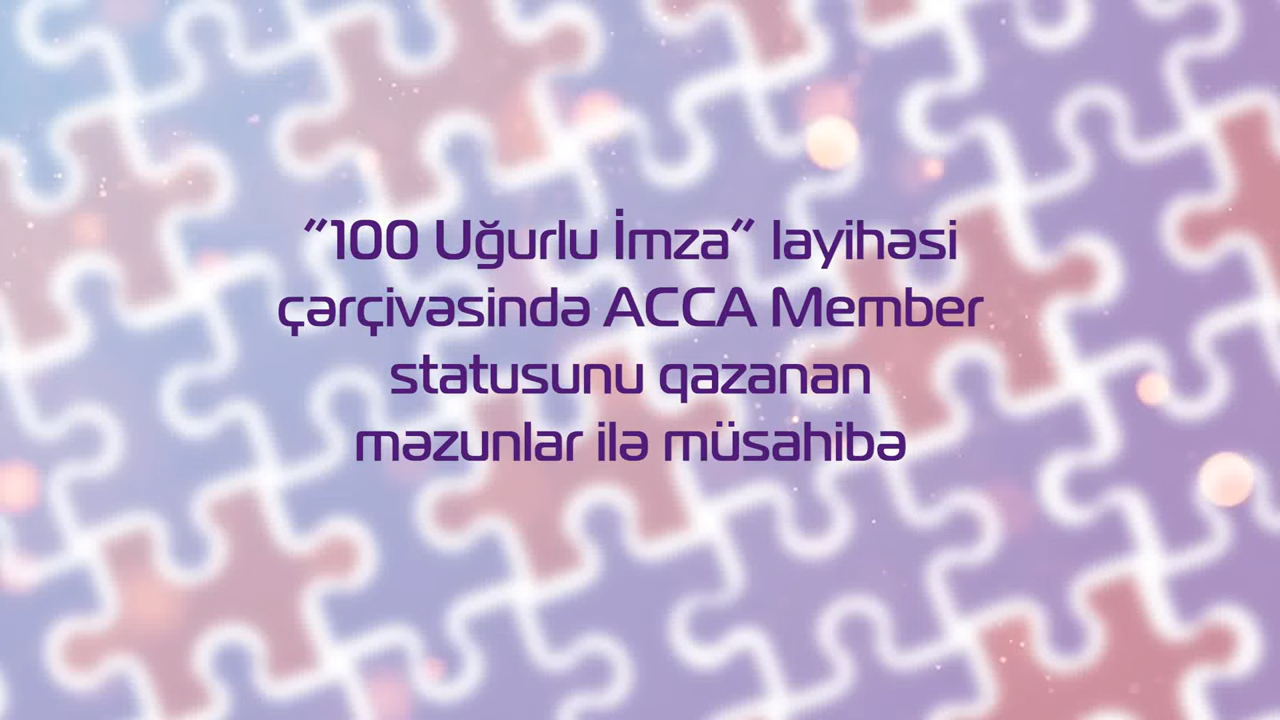 "100 Uğurlu İmza" layihəsi
çərçivəsində ACCA Member
statusunu qazanan
məzunlar ilə müsahibə